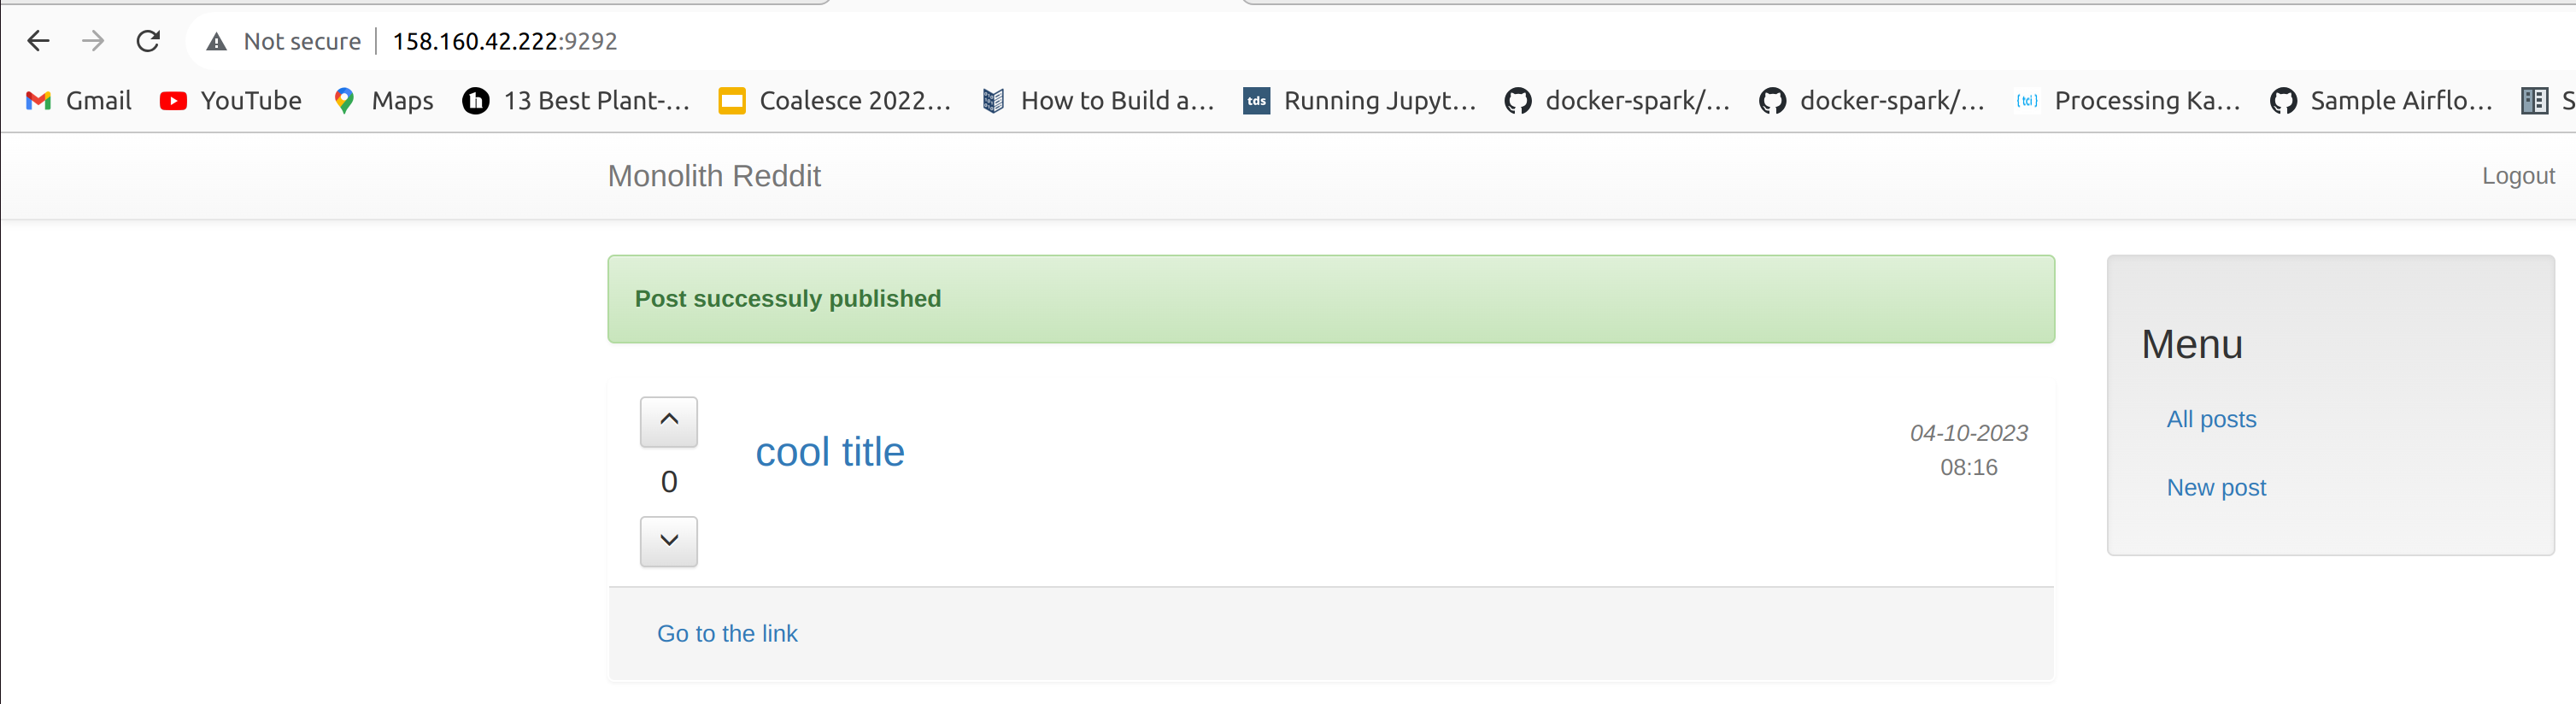 Not secure 158.160.42.222:9292
Gmail YouTube Maps 13 Best Plant-... Coalesce 2022... How to Build a... tds Running Jupyt... docker-spark/... docker-spark/... {tci} Processing Ka... Sample Airflo... S
Monolith Reddit Logout
Post successuly published
Menu
All posts
New post
cool title
04-10-2023
08:16
0
Go to the link